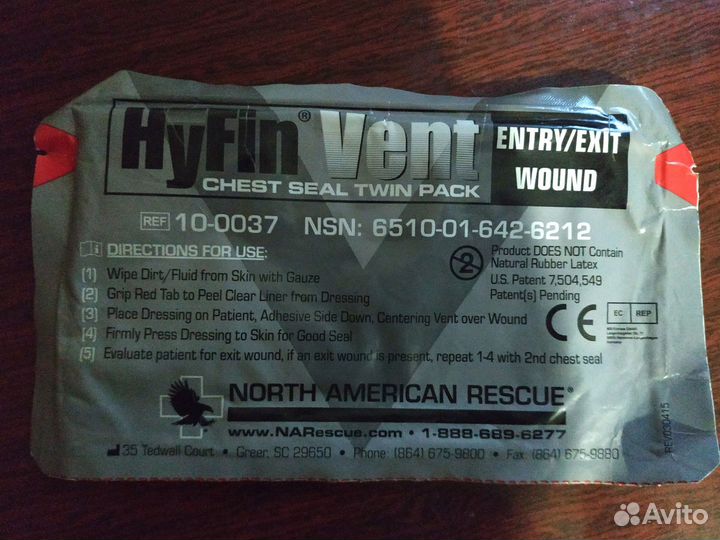 HyFin® Vent
ENTRY/EXIT
WOUND
CHEST SEAL TWIN PACK
REF 10-0037 NSN: 6510-01-642-6212
DIRECTIONS FOR USE:
(1) Wipe Dirt/Fluid from Skin with Gauze
(2) Grip Red Tab to Peel Clear Liner from Dressing
(3) Place Dressing on Patient, Adhesive Side Down, Centering Vent over Wound
(4) Firmly Press Dressing to Skin for Good Seal
(5) Evaluate patient for exit wound, if an exit wound is present, repeat 1-4 with 2nd chest seal
2
Product DOES NOT Contain
Natural Rubber Latex
U.S. Patent 7,504,549
Patent(s) Pending
CE
EC REP
NORTH AMERICAN RESCUE®
www.NARescue.com • 1-888-689-6277
35 Tedwall Court • Greer, SC 29650 • Phone: (864) 675-9800 • Fax: (864) 675-9880
REV030415
Avito